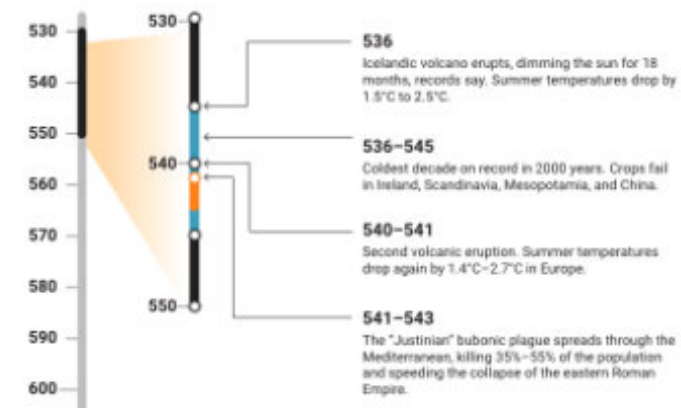 530
540
550
560
570
580
590
600
530
540
550
536
Icelandic volcano erupts, dimming the sun for 18
months, records say. Summer temperatures drop by
1.5°C to 2.5°C.
536–545
Coldest decade on record in 2000 years. Crops fail
in Ireland, Scandinavia, Mesopotamia, and China.
540–541
Second volcanic eruption. Summer temperatures
drop again by 1.4°C–2.7°C in Europe.
541–543
The "Justinian" bubonic plague spreads through the
Mediterranean, killing 35%–55% of the population
and speeding the collapse of the eastern Roman
Empire.